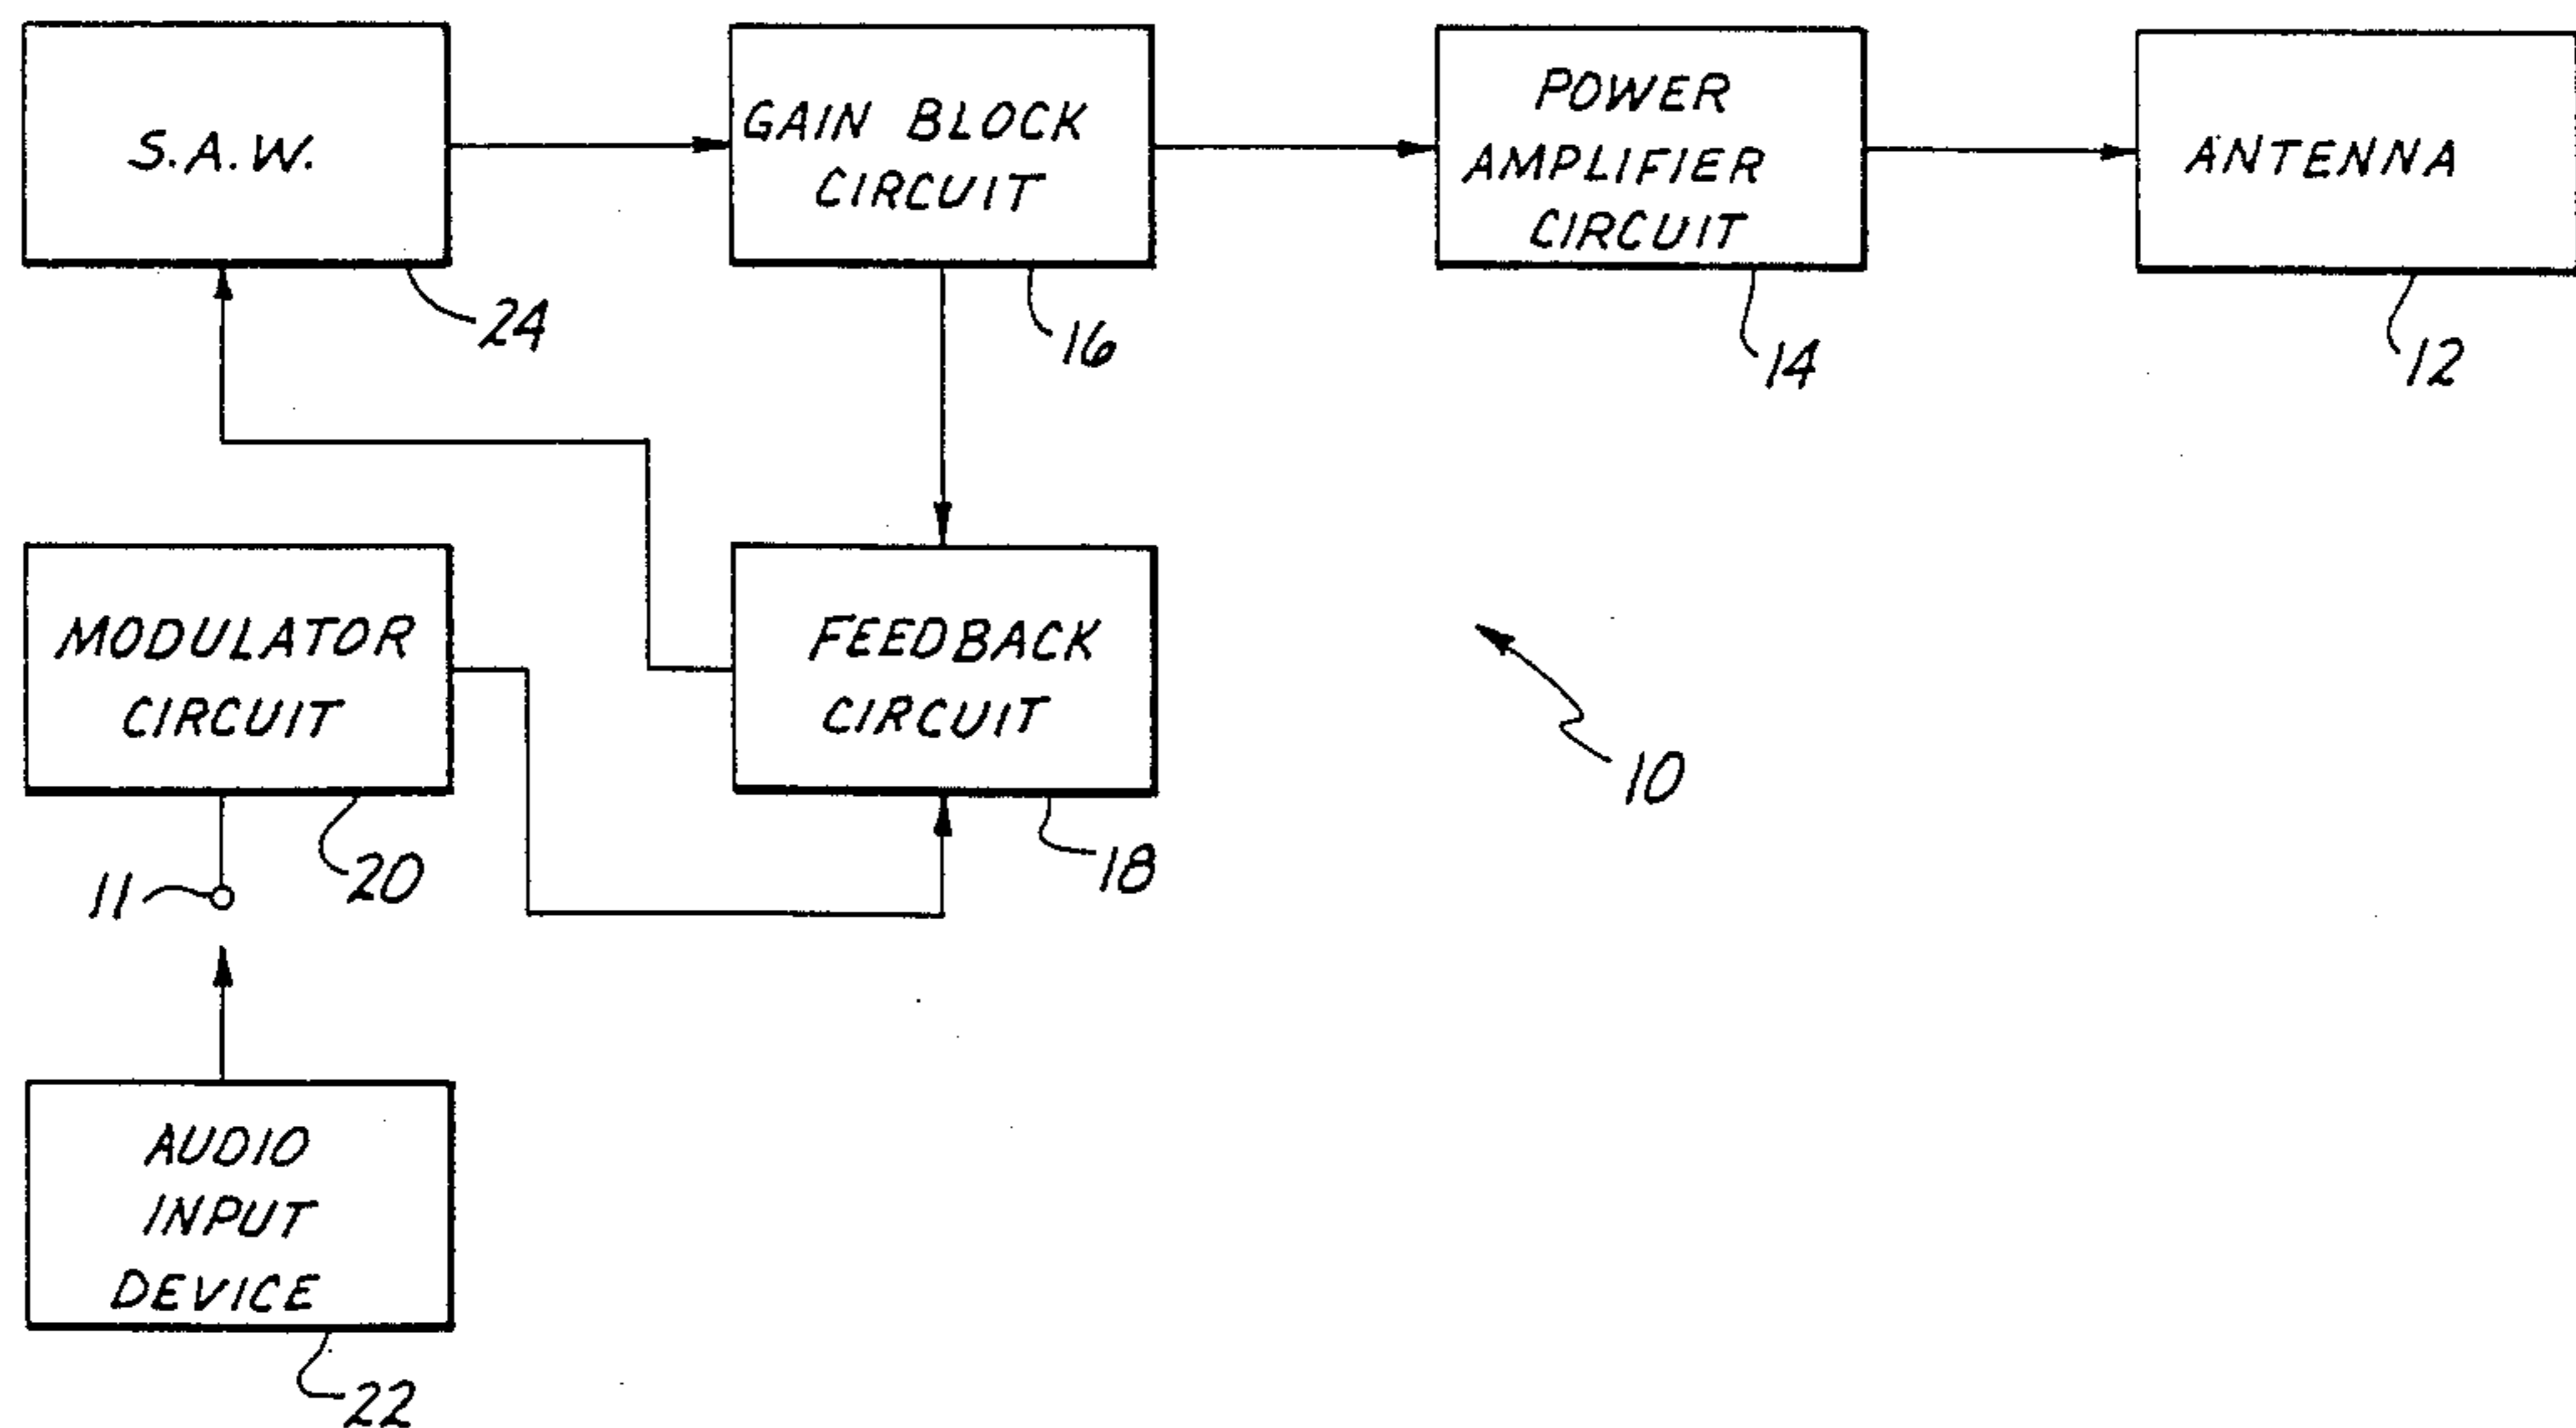 S.A.W.
24
GAIN BLOCK
CIRCUIT
16
POWER
AMPLIFIER
CIRCUIT
14
ANTENNA
12
MODULATOR
CIRCUIT
20
11
FEEDBACK
CIRCUIT
18
10
AUDIO
INPUT
DEVICE
22